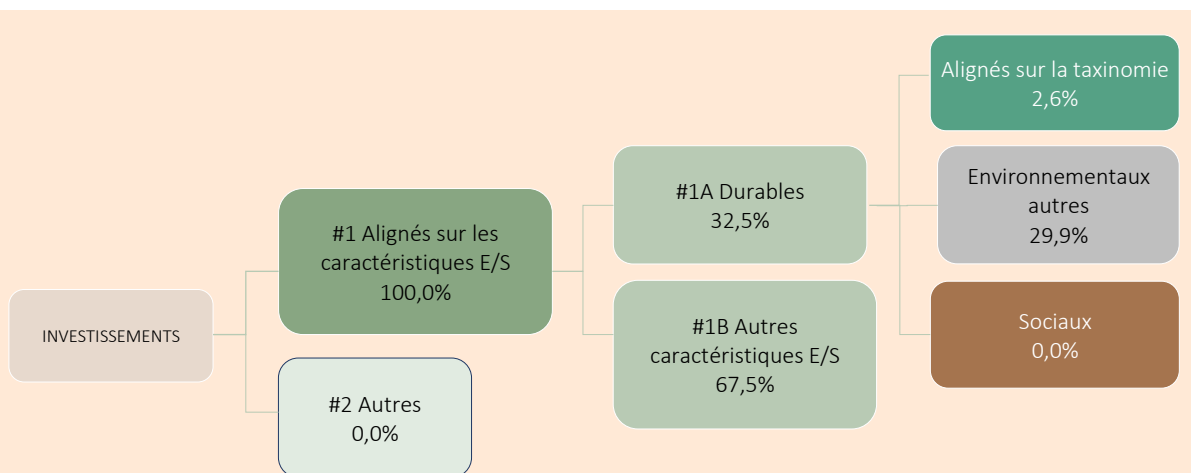 INVESTISSEMENTS
#1 Alignés sur les
caractéristiques E/S
100,0%
#2 Autres
0,0%
#1A Durables
32,5%
#1B Autres
caractéristiques E/S
67,5%
Alignés sur la taxinomie
2,6%
Environnementaux
autres
29,9%
Sociaux
0,0%